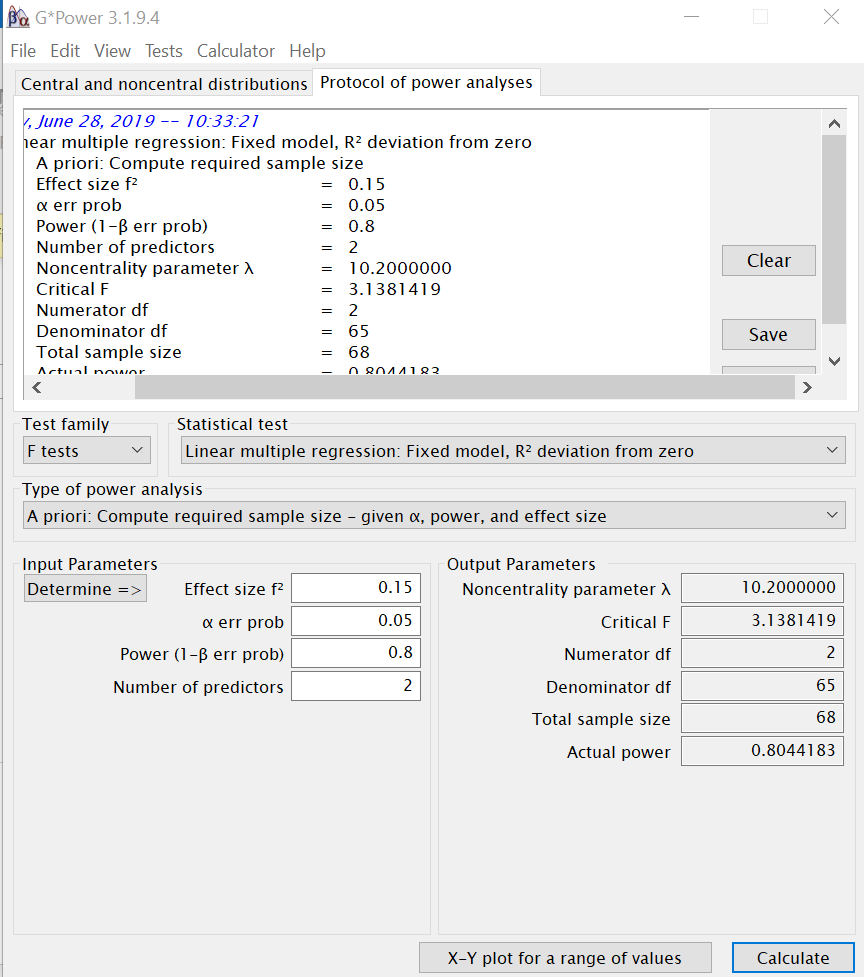 G*Power 3.1.9.4
File Edit View Tests Calculator Help
Central and noncentral distributions Protocol of power analyses
, June 28, 2019 -- 10:33:21
near multiple regression: Fixed model, R² deviation from zero
A priori: Compute required sample size
Effect size f² = 0.15
α err prob = 0.05
Power (1-β err prob) = 0.8
Number of predictors = 2
Noncentrality parameter λ = 10.2000000
Critical F = 3.1381419
Numerator df = 2
Denominator df = 65
Total sample size = 68
Actual power = 0.8044183
Clear
Save
Test family
F tests
Statistical test
Linear multiple regression: Fixed model, R² deviation from zero
Type of power analysis
A priori: Compute required sample size - given α, power, and effect size
Input Parameters
Determine =>
Effect size f² 0.15
α err prob 0.05
Power (1-β err prob) 0.8
Number of predictors 2
Output Parameters
Noncentrality parameter λ 10.2000000
Critical F 3.1381419
Numerator df 2
Denominator df 65
Total sample size 68
Actual power 0.8044183
X-Y plot for a range of values
Calculate